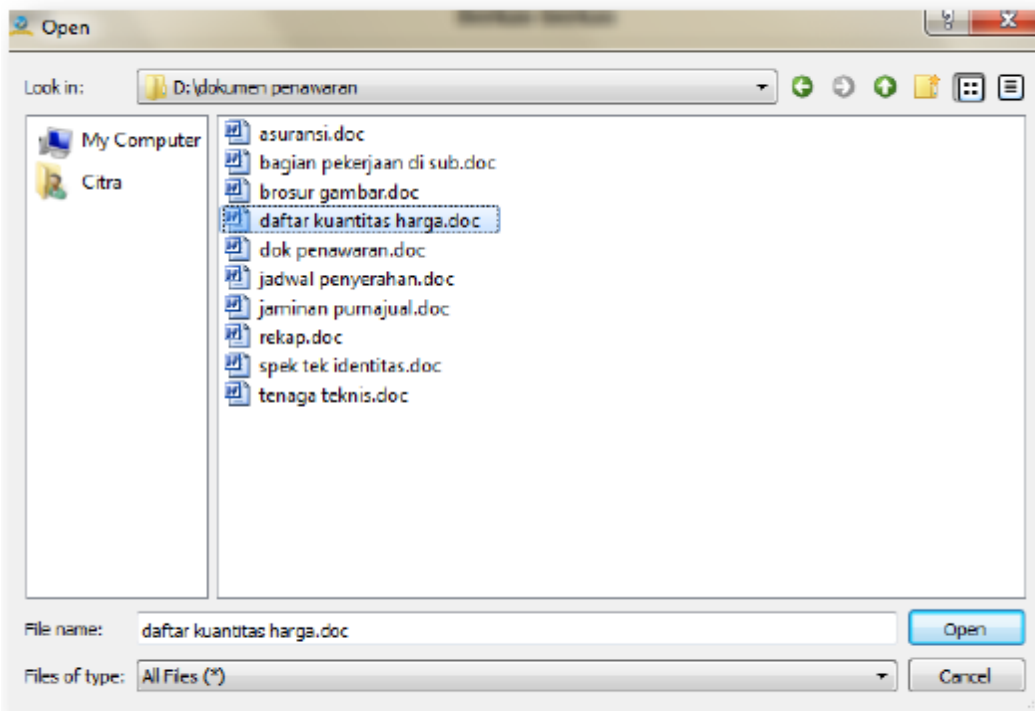 Open
Look in:
D:\dokumen penawaran
My Computer
Citra
asuransi.doc
bagian pekerjaan di sub.doc
brosur gambar.doc
daftar kuantitas harga.doc
dok penawaran.doc
jadwal penyerahan.doc
jaminan purnajual.doc
rekap.doc
spek tek identitas.doc
tenaga teknis.doc
File name:
daftar kuantitas harga.doc
Open
Files of type:
All Files (*)
Cancel